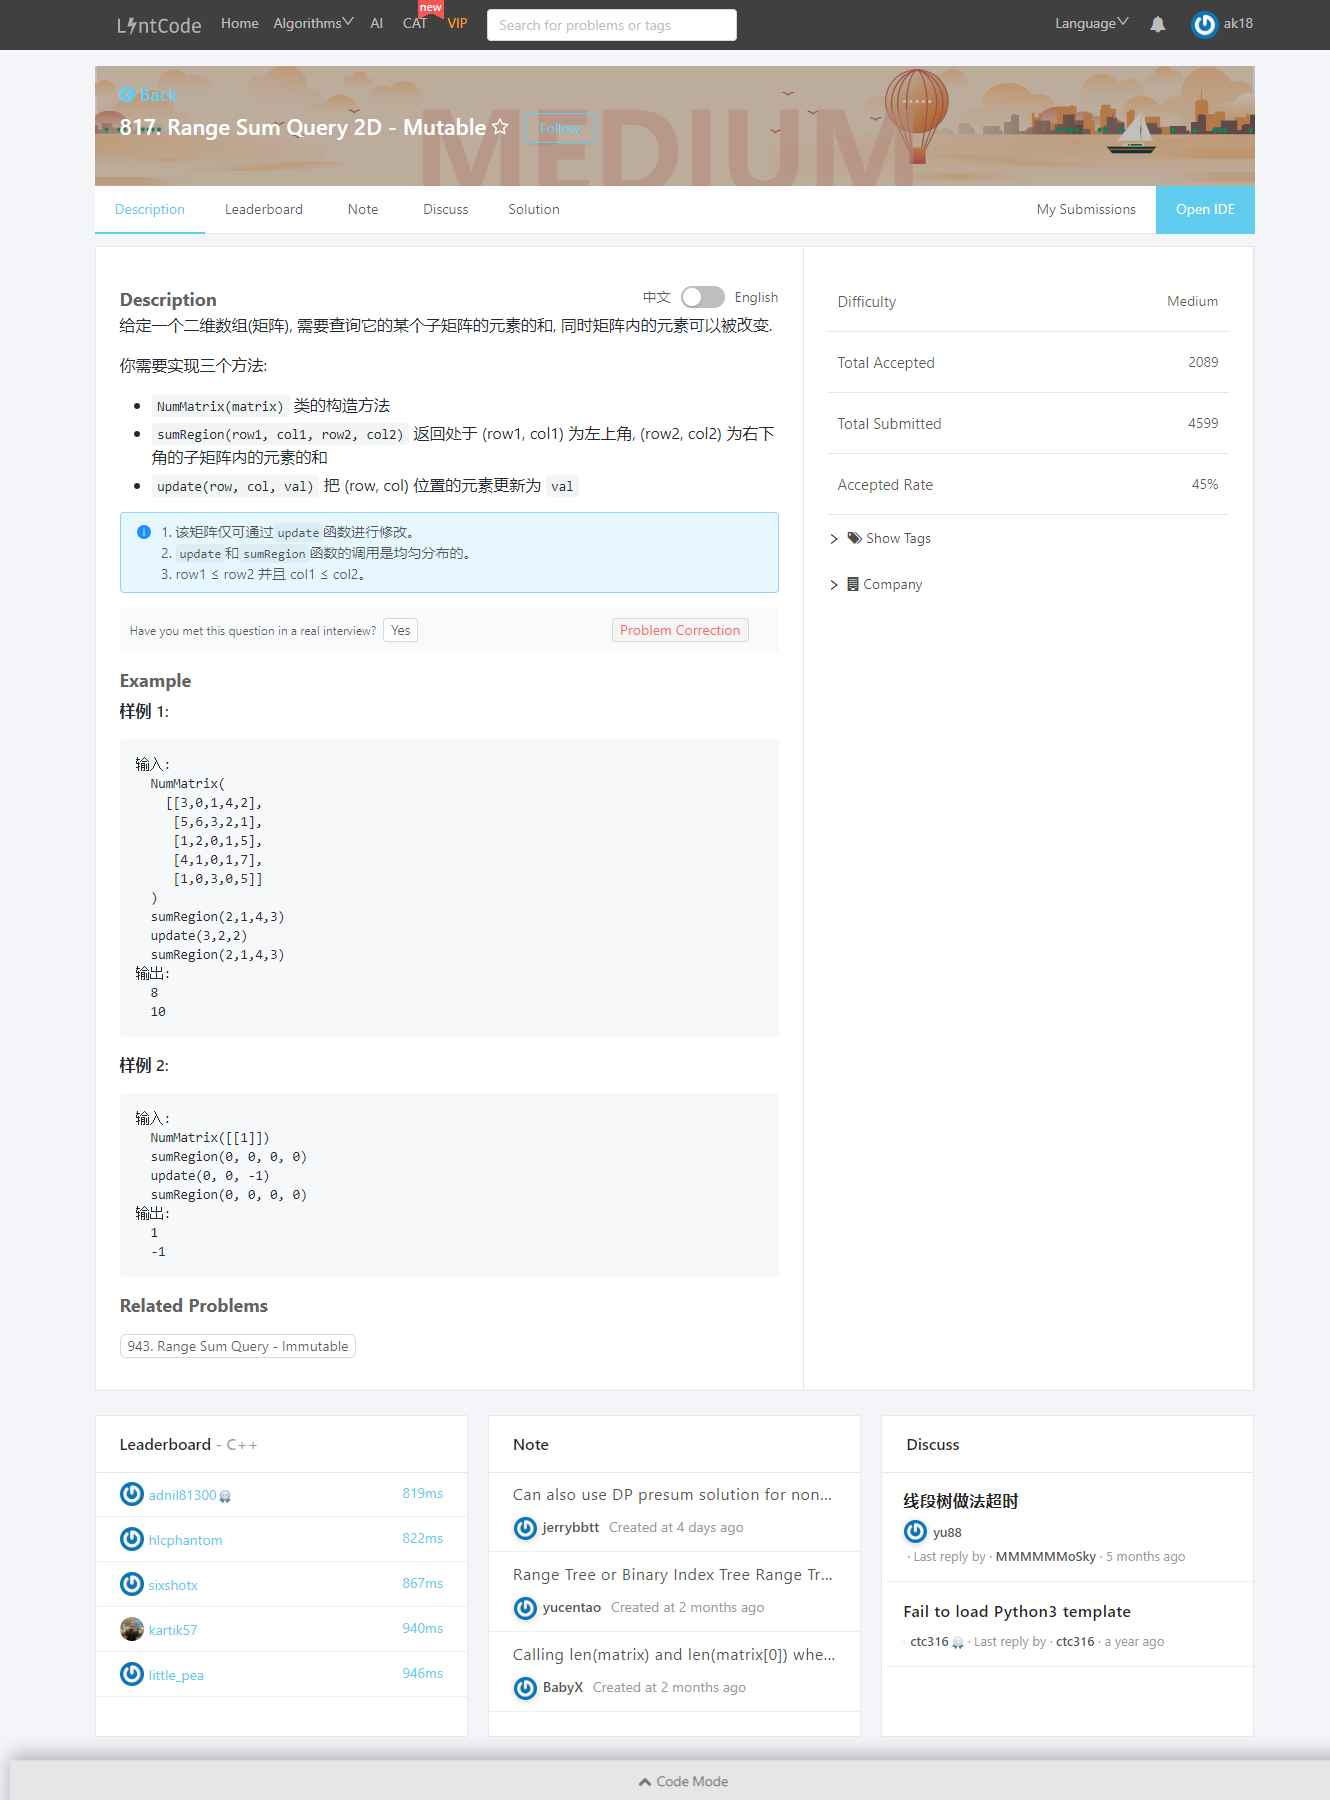 LintCode Home Algorithms AI CAT new VIP Search for problems or tags Language ak18
Back
817. Range Sum Query 2D - Mutable Follow
MEDIUM
Description Leaderboard Note Discuss Solution My Submissions Open IDE
Description 中文 English
给定一个二维数组(矩阵), 需要查询它的某个子矩阵的元素的和, 同时矩阵内的元素可以被改变.
你需要实现三个方法:
• NumMatrix(matrix) 类的构造方法
• sumRegion(row1, col1, row2, col2) 返回处于 (row1, col1) 为左上角, (row2, col2) 为右下
角的子矩阵内的元素的和
• update(row, col, val) 把 (row, col) 位置的元素更新为 val
1. 该矩阵仅可通过 update 函数进行修改。
2. update 和 sumRegion 函数的调用是均匀分布的。
3. row1 ≤ row2 并且 col1 ≤ col2。
Have you met this question in a real interview? Yes Problem Correction
Example
样例 1:
输入:
NumMatrix(
[[3,0,1,4,2],
[5,6,3,2,1],
[1,2,0,1,5],
[4,1,0,1,7],
[1,0,3,0,5]]
)
sumRegion(2,1,4,3)
update(3,2,2)
sumRegion(2,1,4,3)
输出:
8
10
样例 2:
输入:
NumMatrix([[1]])
sumRegion(0, 0, 0, 0)
update(0, 0, -1)
sumRegion(0, 0, 0, 0)
输出:
1
-1
Related Problems
943. Range Sum Query - Immutable
Difficulty Medium
Total Accepted 2089
Total Submitted 4599
Accepted Rate 45%
Show Tags
Company
Leaderboard - C++
adnil81300 819ms
hlcphantom 822ms
sixshotx 867ms
kartik57 940ms
little_pea 946ms
Note
Can also use DP presum solution for non...
jerrybbtt Created at 4 days ago
Range Tree or Binary Index Tree Range Tr...
yucentao Created at 2 months ago
Calling len(matrix) and len(matrix[0]) whe...
BabyX Created at 2 months ago
Discuss
线段树做法超时
yu88
· Last reply by · MMMMMMoSky · 5 months ago
Fail to load Python3 template
ctc316 · Last reply by · ctc316 · a year ago
Code Mode